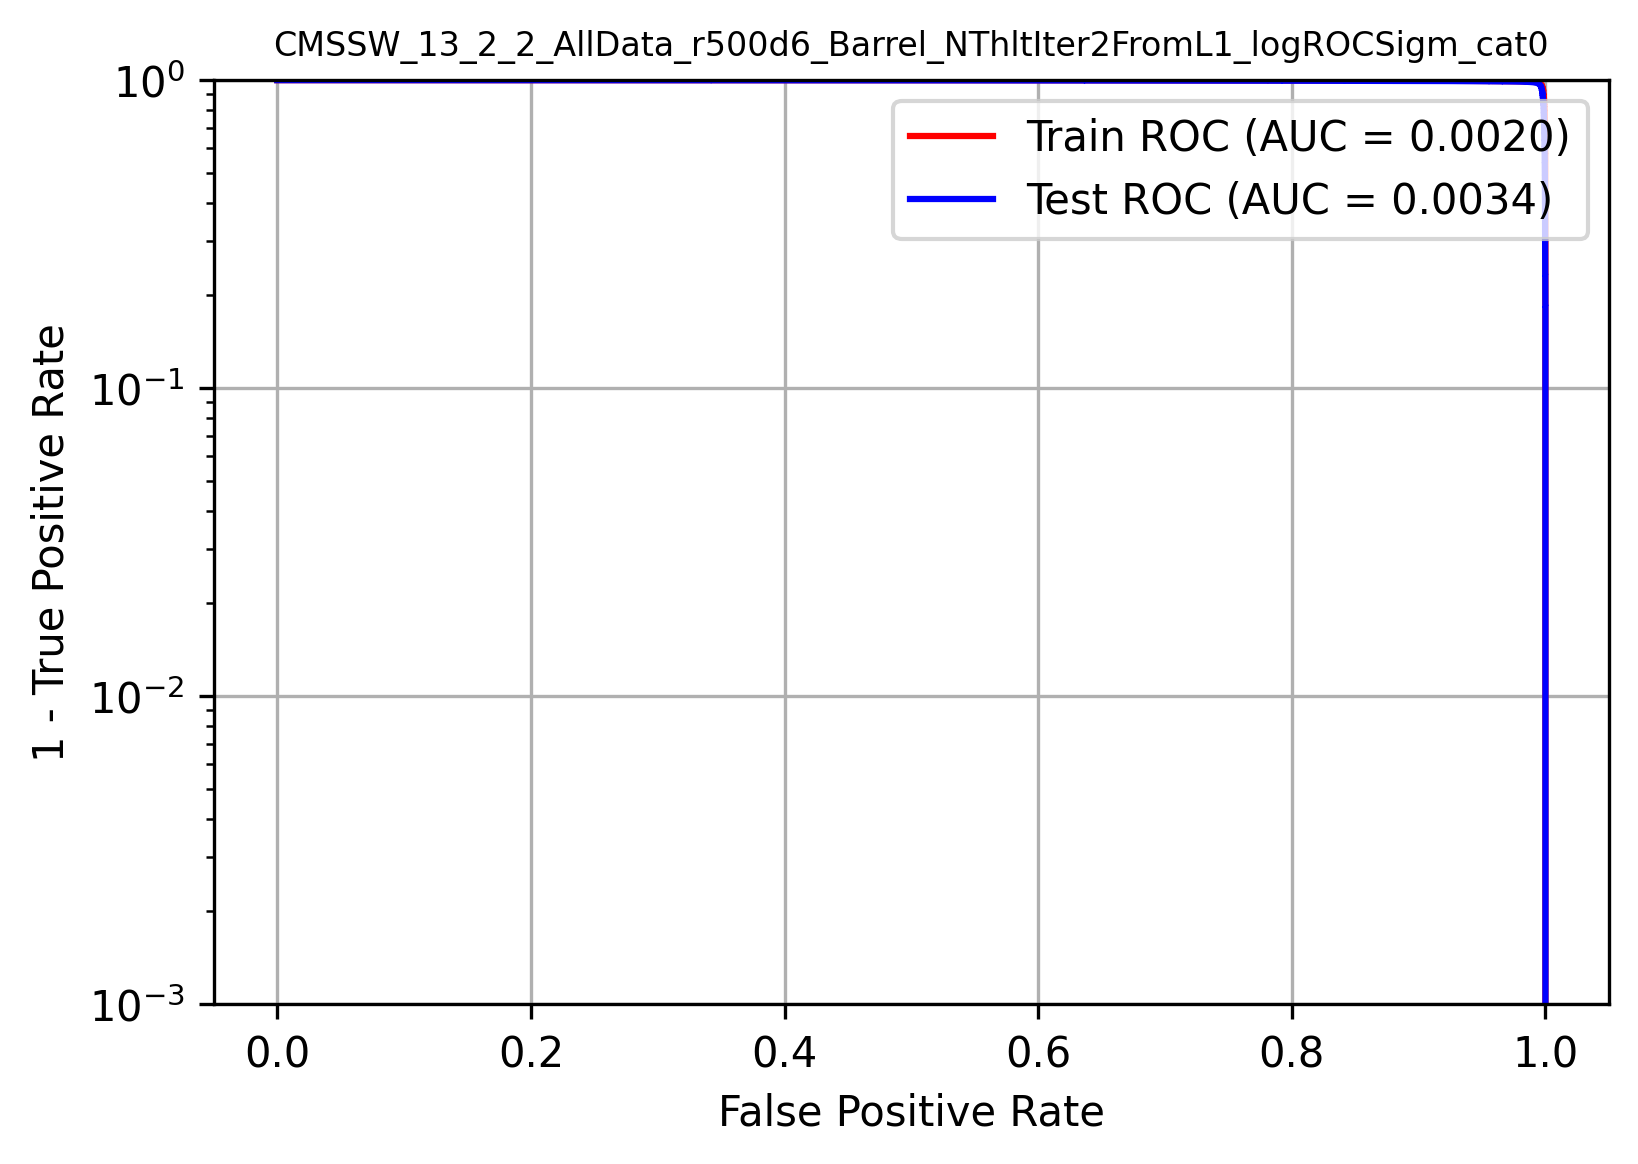 CMSSW_13_2_2_AllData_r500d6_Barrel_NThltIter2FromL1_logROCSigm_cat0
10⁰
10⁻¹
10⁻²
10⁻³
1 - True Positive Rate
Train ROC (AUC = 0.0020)
Test ROC (AUC = 0.0034)
0.0 0.2 0.4 0.6 0.8 1.0
False Positive Rate